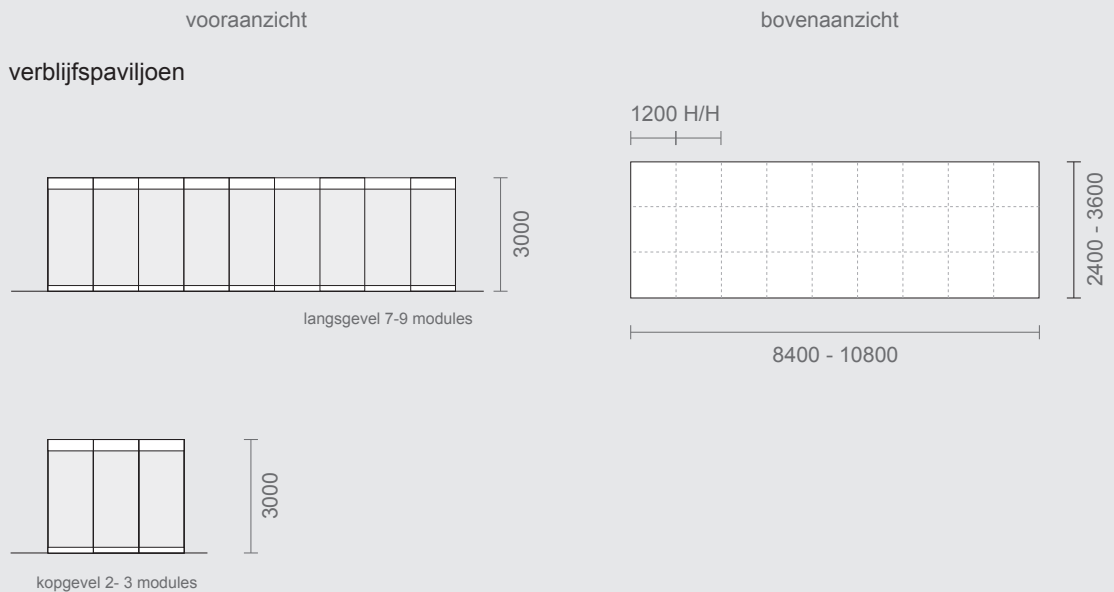 vooraanzicht
bovenaanzicht
verblijfspaviljoen
1200 H/H
3000
2400 - 3600
langsgevel 7-9 modules
8400 - 10800
3000
kopgevel 2- 3 modules